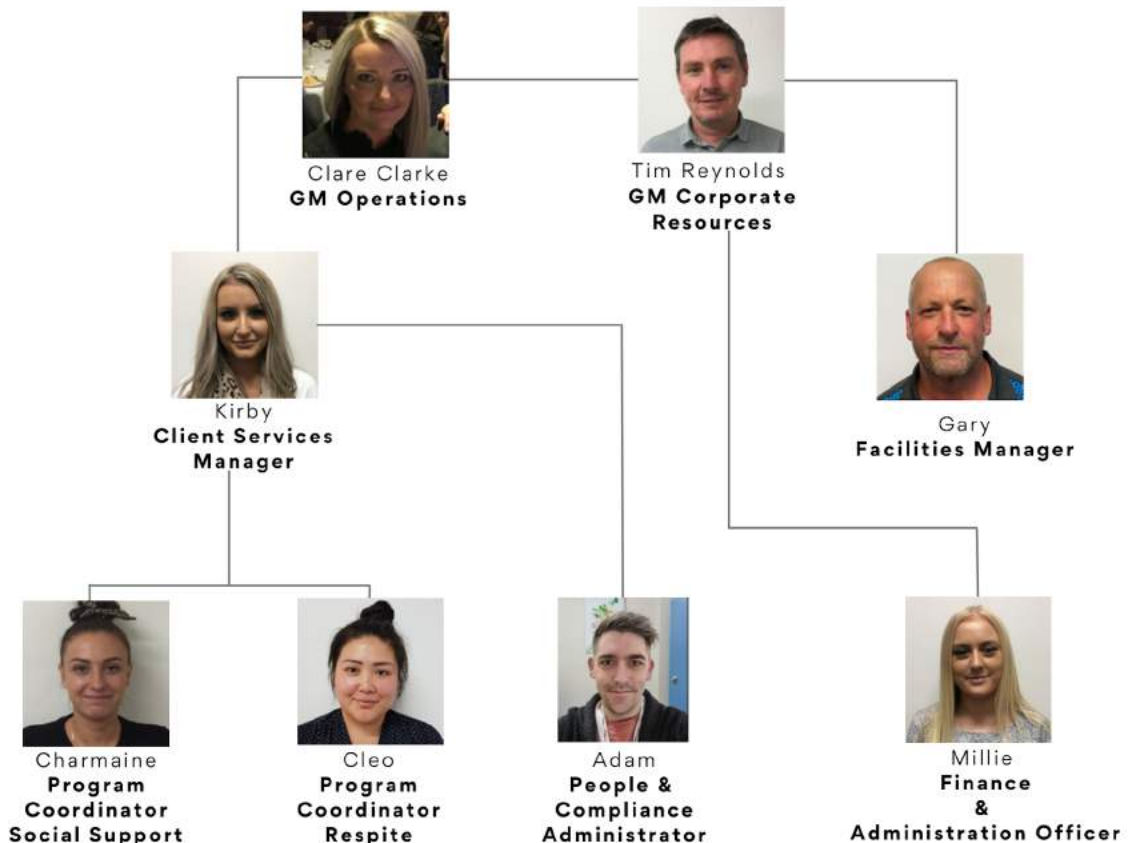 Clare Clarke
GM Operations
Tim Reynolds
GM Corporate
Resources
Kirby
Client Services
Manager
Gary
Facilities Manager
Charmaine
Program
Coordinator
Social Support
Cleo
Program
Coordinator
Respite
Adam
People &
Compliance
Administrator
Millie
Finance
&
Administration Officer